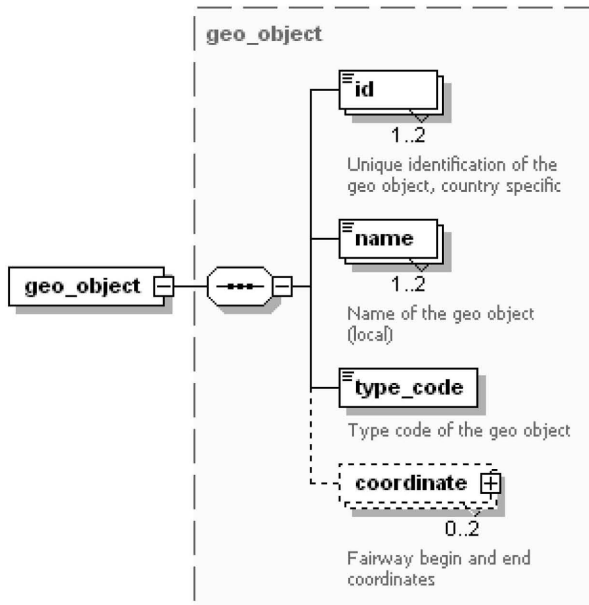 geo_object
id
1..2
Unique identification of the
geo object, country specific
name
1..2
Name of the geo object
(local)
geo_object
type_code
Type code of the geo object
coordinate
0..2
Fairway begin and end
coordinates